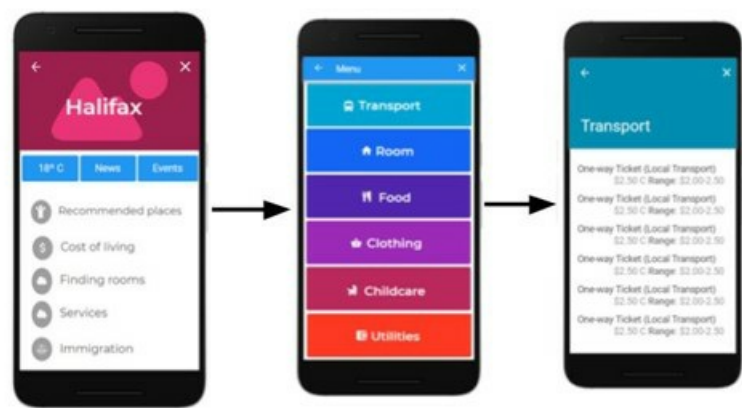 Halifax
18° C News Events
Recommended places
Cost of living
Finding rooms
Services
Immigration
Menu
Transport
Room
Food
Clothing
Childcare
Utilities
Transport
One-way Ticket (Local Transport)
$2.50 C Range: $2.00-2.50
One-way Ticket (Local Transport)
$2.50 C Range: $2.00-2.50
One-way Ticket (Local Transport)
$2.50 C Range: $2.00-2.50
One-way Ticket (Local Transport)
$2.50 C Range: $2.00-2.50
One-way Ticket (Local Transport)
$2.50 C Range: $2.00-2.50
One-way Ticket (Local Transport)
$2.50 C Range: $2.00-2.50